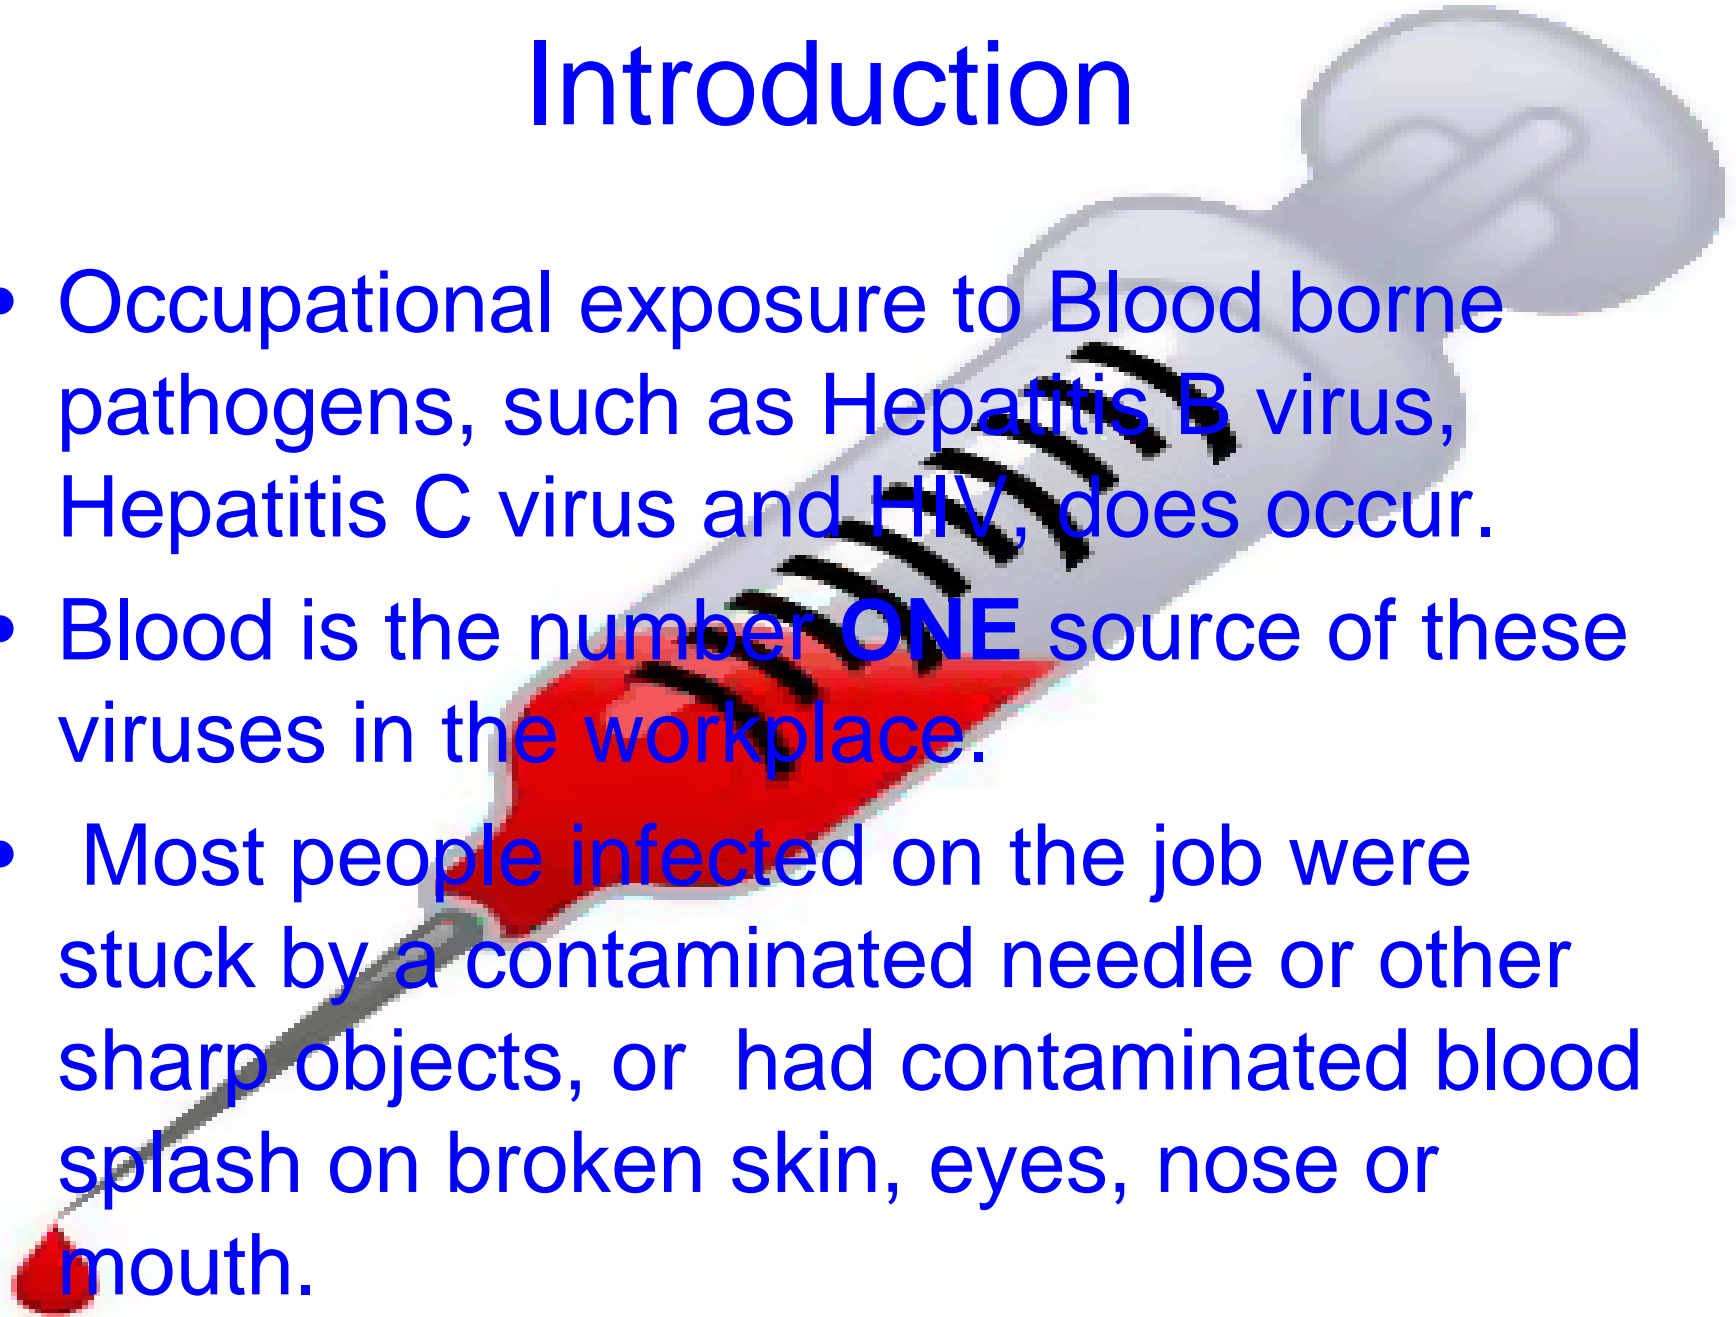 Introduction
• Occupational exposure to Blood borne
pathogens, such as Hepatitis B virus,
Hepatitis C virus and HIV, does occur.
• Blood is the number ONE source of these
viruses in the workplace.
• Most people infected on the job were
stuck by a contaminated needle or other
sharp objects, or  had contaminated blood
splash on broken skin, eyes, nose or
mouth.